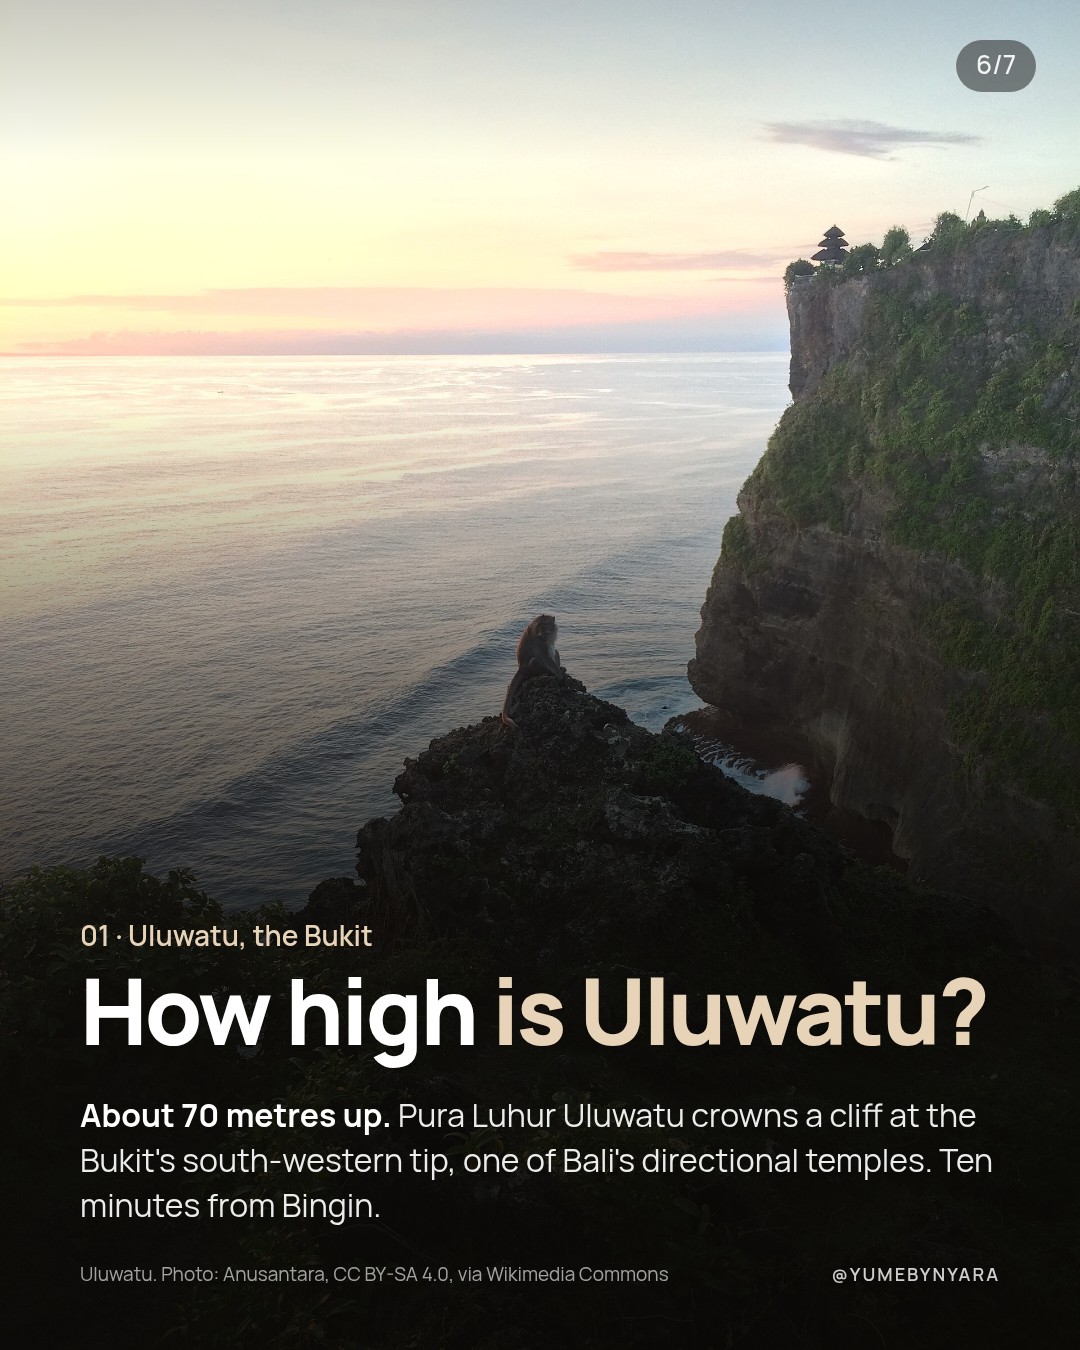 6/7
01 · Uluwatu, the Bukit
How high is Uluwatu?
About 70 metres up. Pura Luhur Uluwatu crowns a cliff at the
Bukit's south-western tip, one of Bali's directional temples. Ten
minutes from Bingin.
Uluwatu. Photo: Anusantara, CC BY-SA 4.0, via Wikimedia Commons
@YUMEBYNYARA